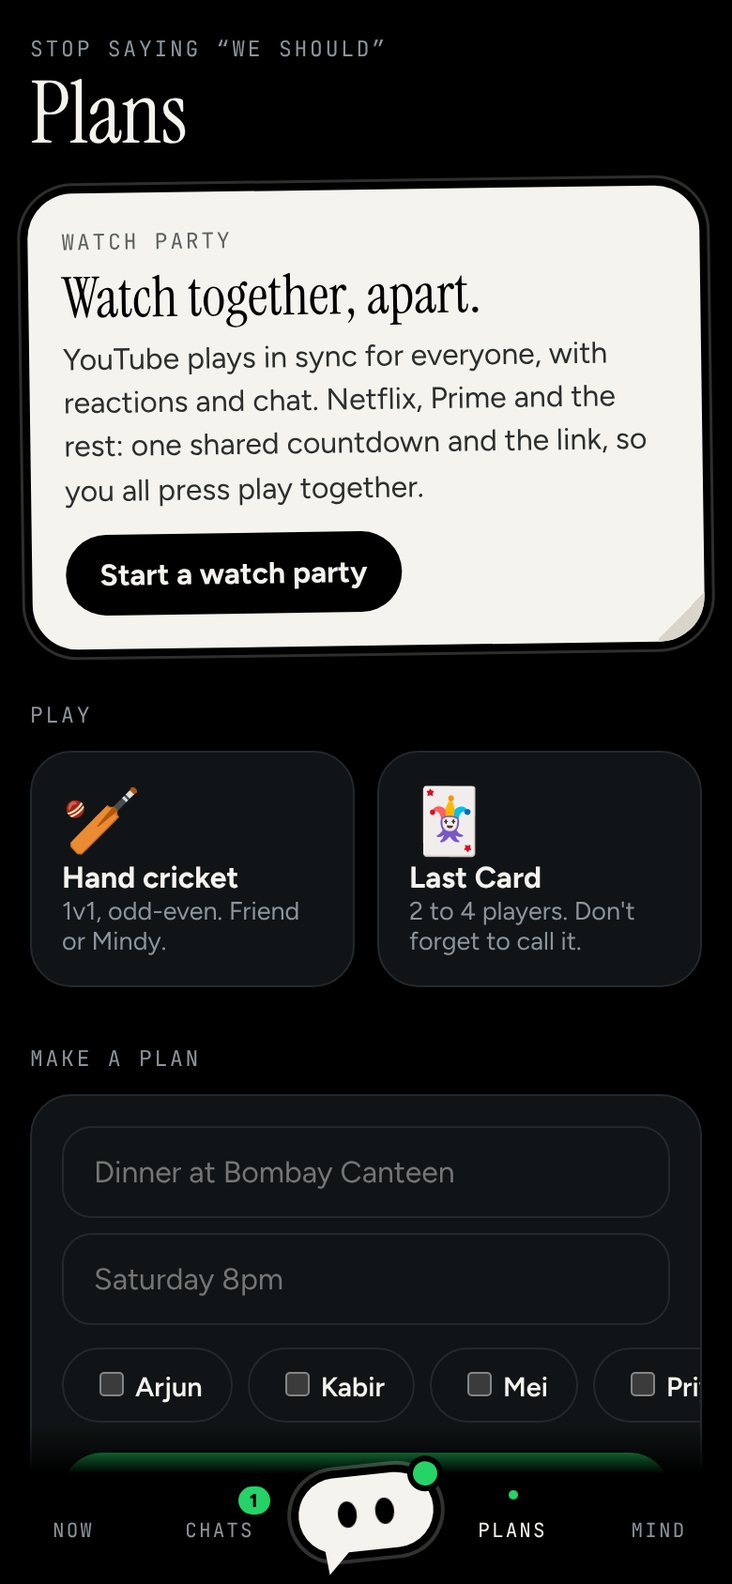 STOP SAYING “WE SHOULD”
Plans
WATCH PARTY
Watch together, apart.
YouTube plays in sync for everyone, with
reactions and chat. Netflix, Prime and the
rest: one shared countdown and the link, so
you all press play together.
Start a watch party
PLAY
Hand cricket
1v1, odd-even. Friend
or Mindy.
Last Card
2 to 4 players. Don't
forget to call it.
MAKE A PLAN
Dinner at Bombay Canteen
Saturday 8pm
Arjun Kabir Mei
1
NOW CHATS PLANS MIND